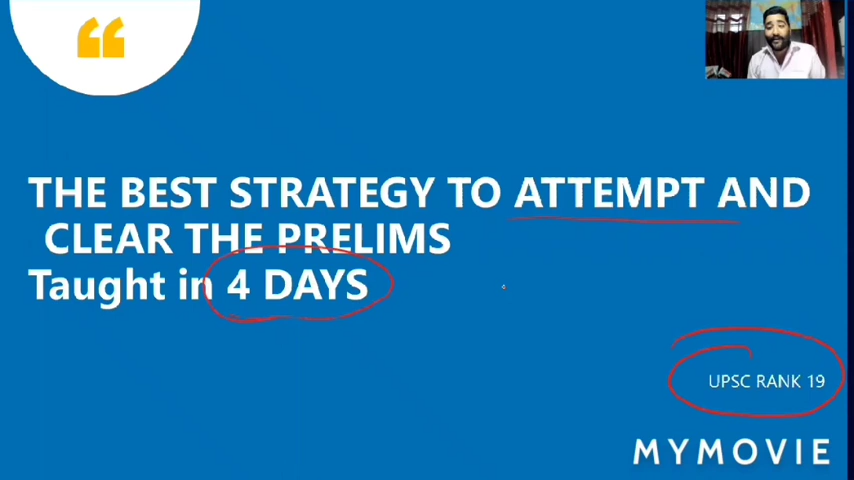 THE BEST STRATEGY TO ATTEMPT AND
CLEAR THE PRELIMS
Taught in 4 DAYS
UPSC RANK 19
MYMOVIE